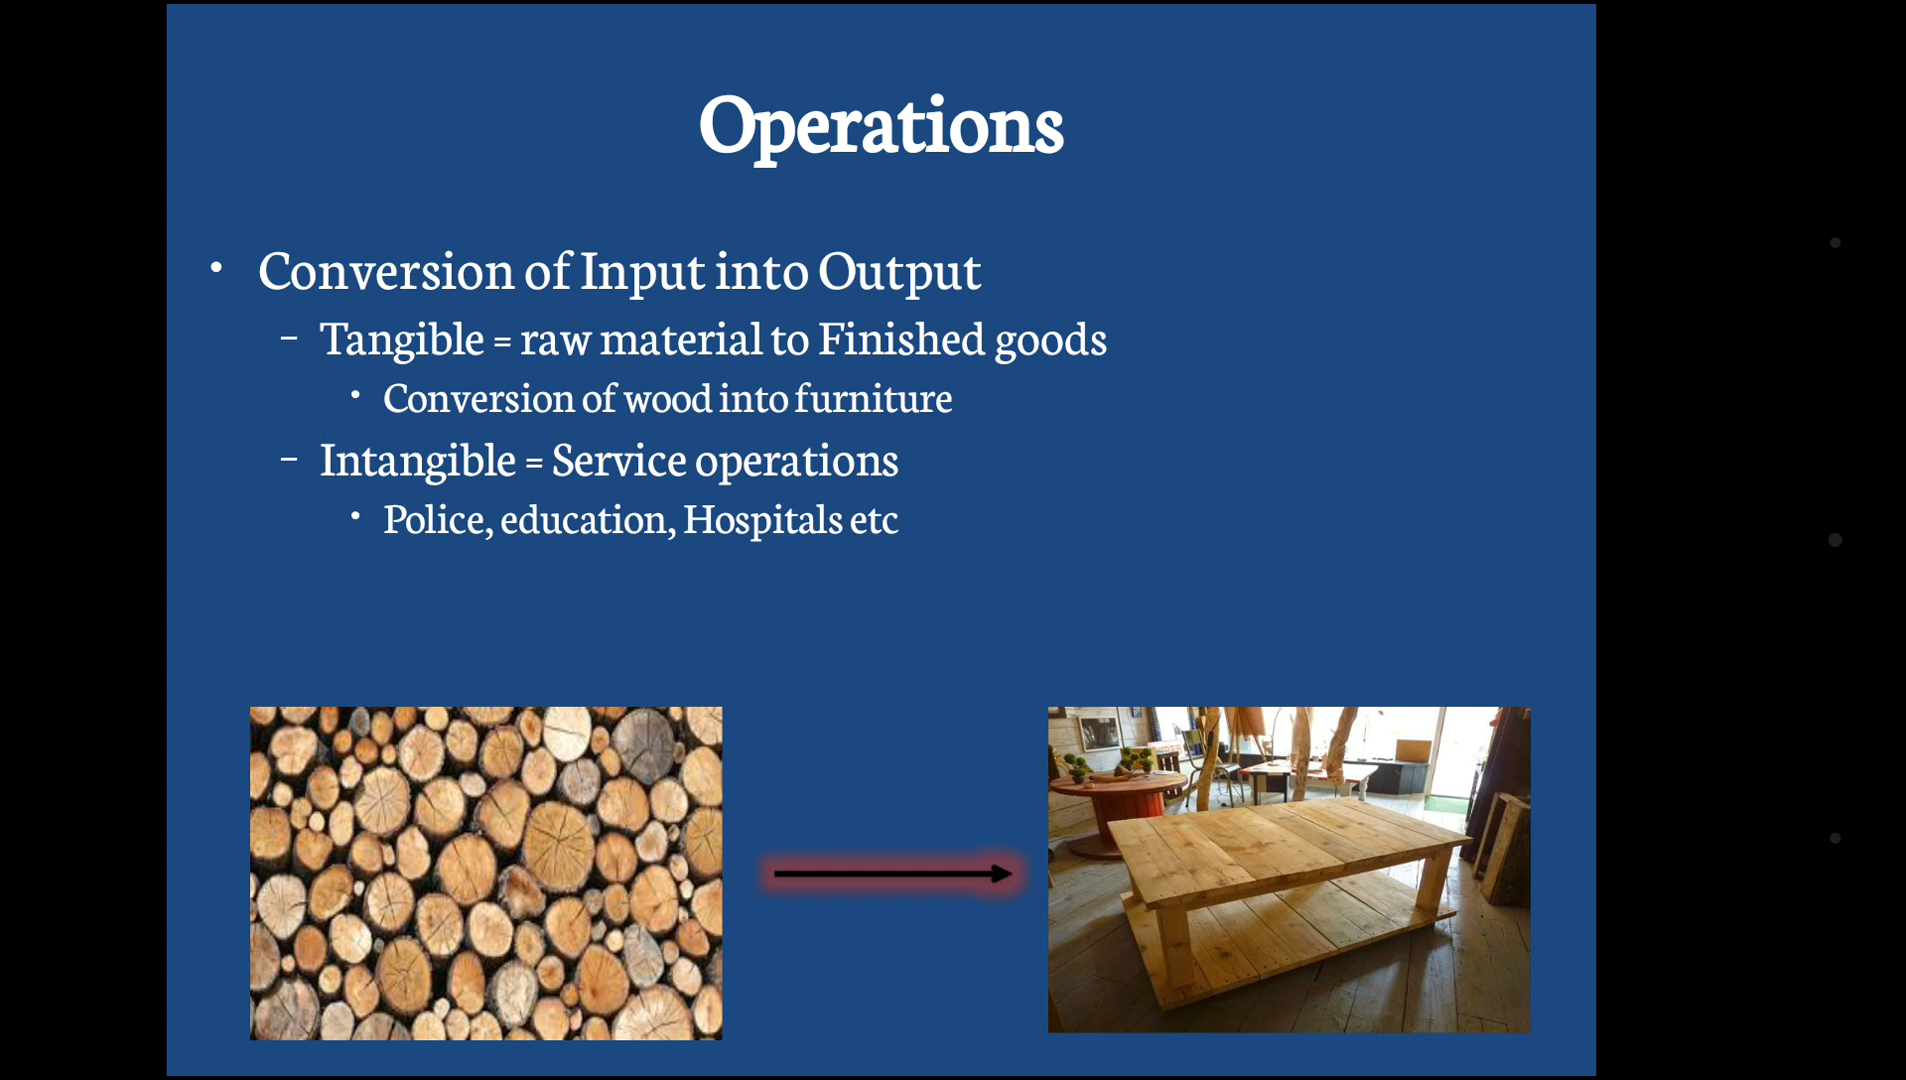 Operations
• Conversion of Input into Output
– Tangible = raw material to Finished goods
• Conversion of wood into furniture
– Intangible = Service operations
• Police, education, Hospitals etc